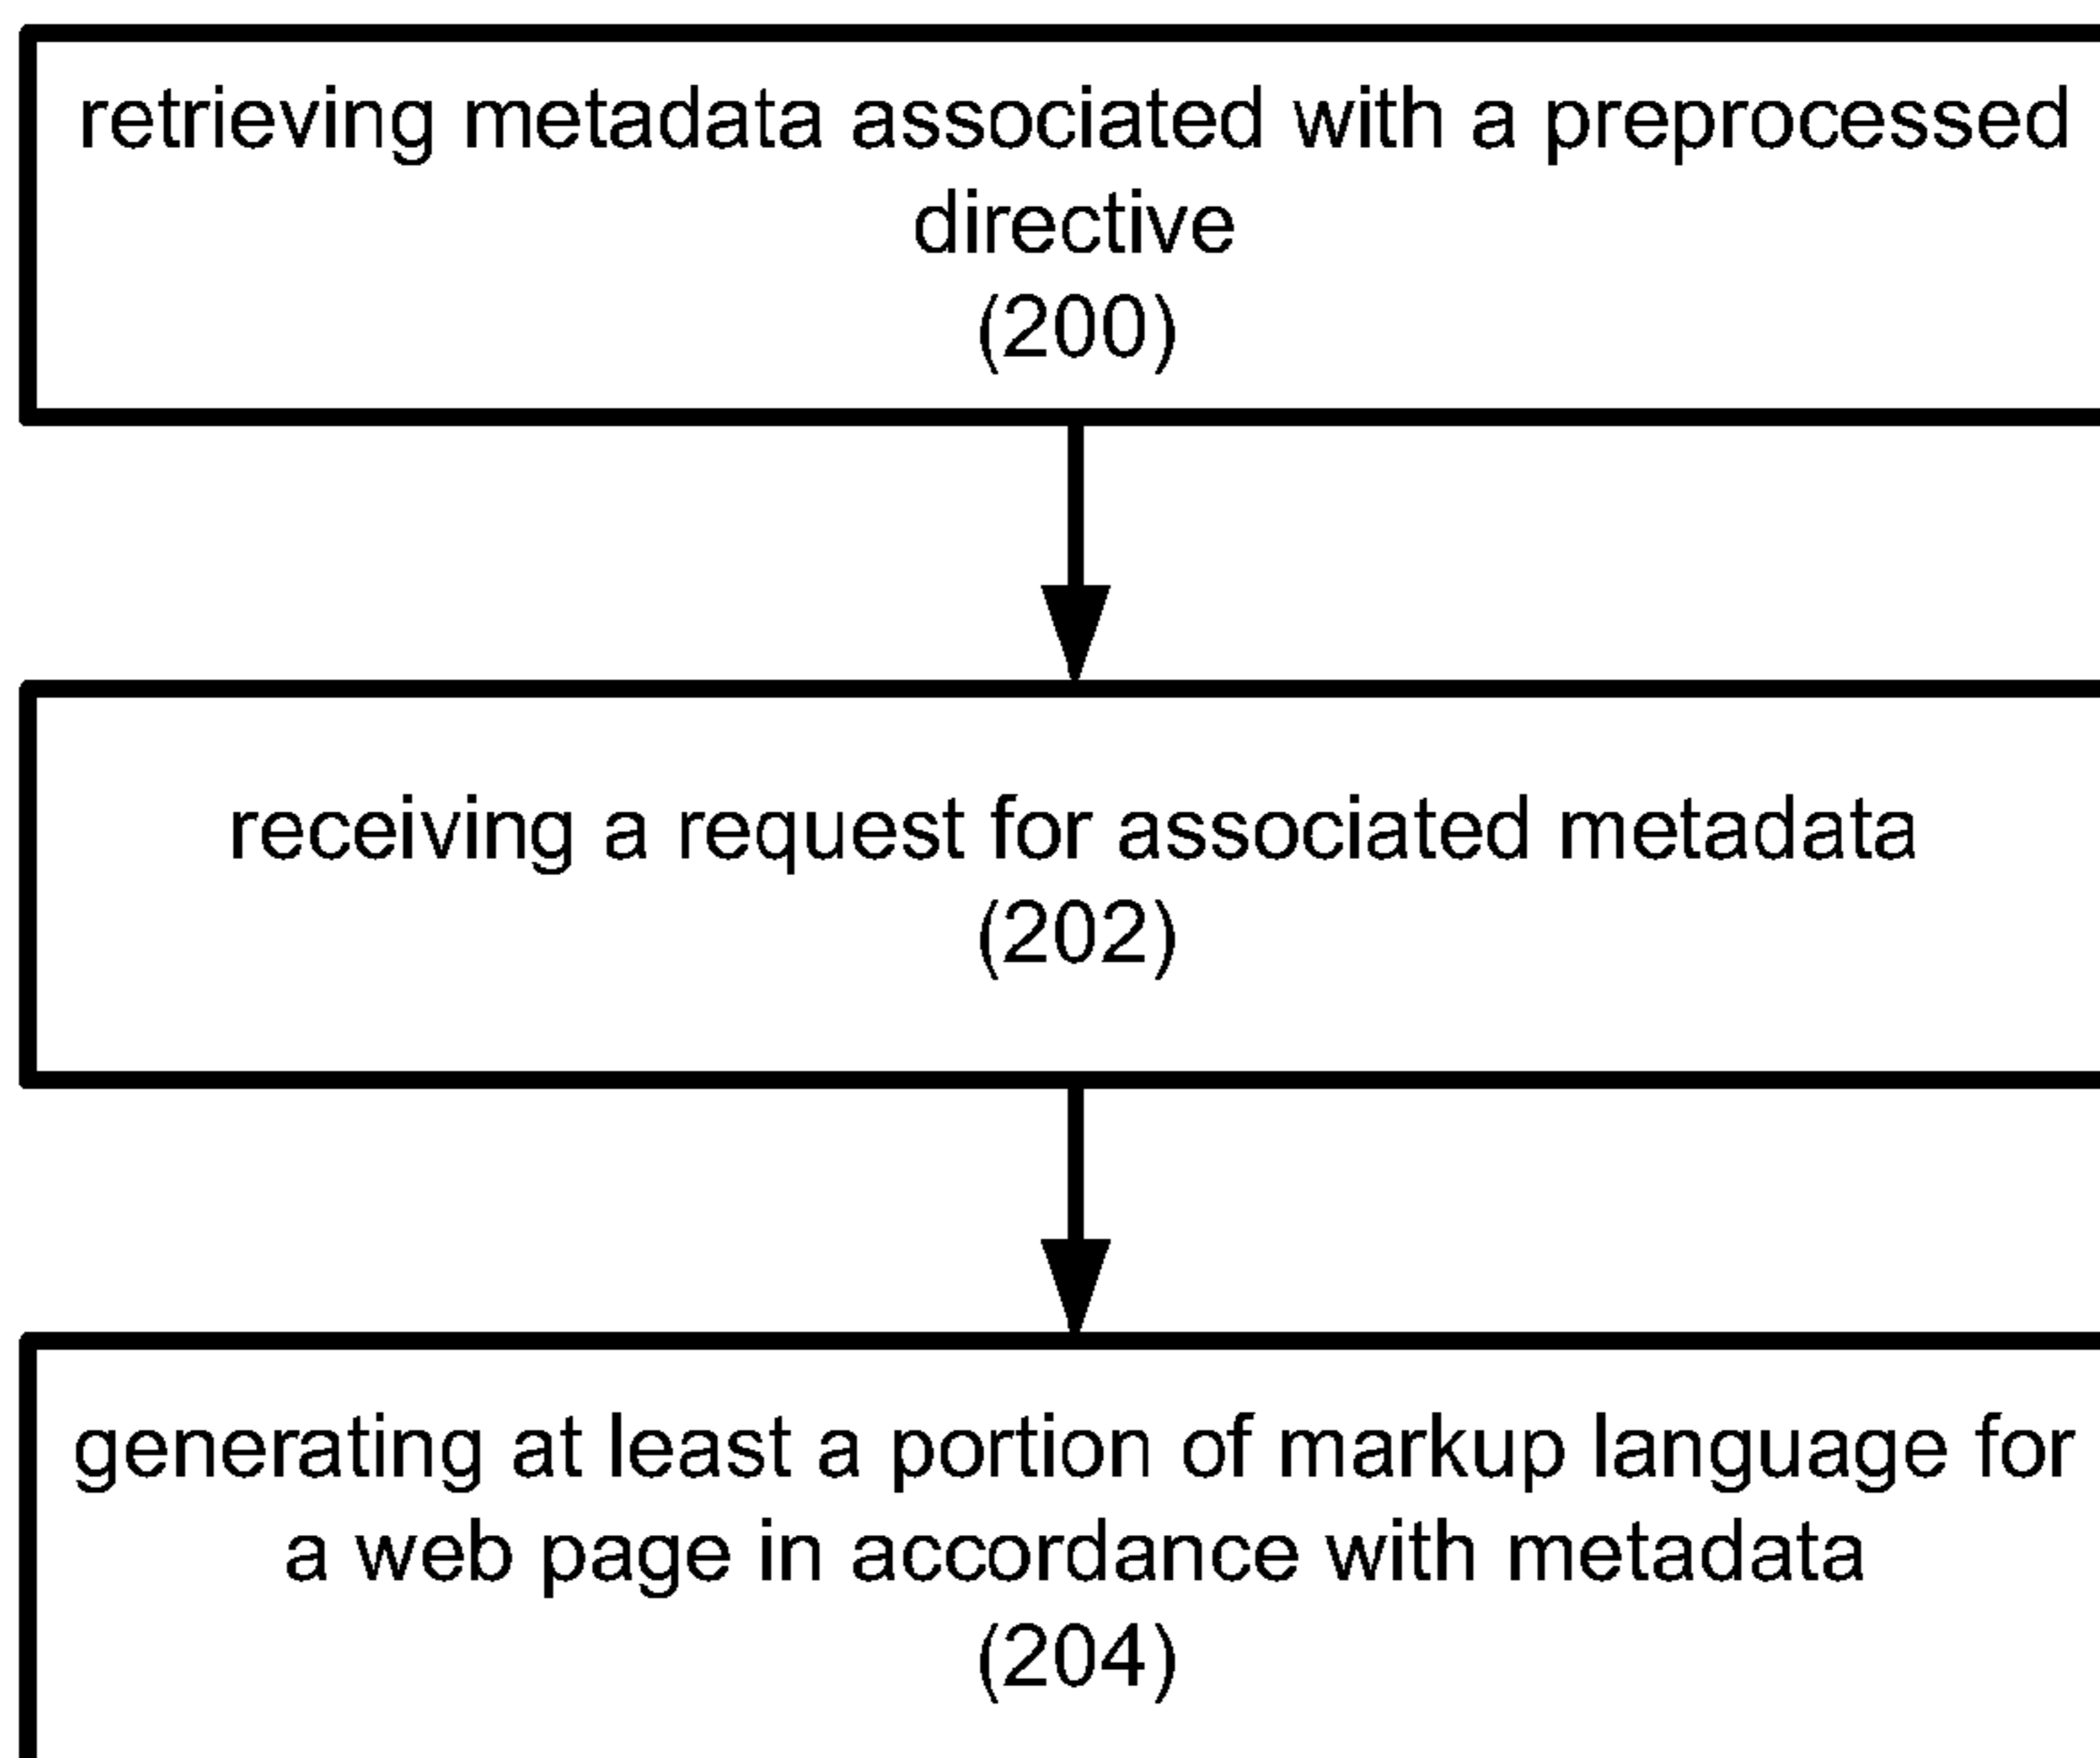 retrieving metadata associated with a preprocessed
directive
(200)
receiving a request for associated metadata
(202)
generating at least a portion of markup language for
a web page in accordance with metadata
(204)